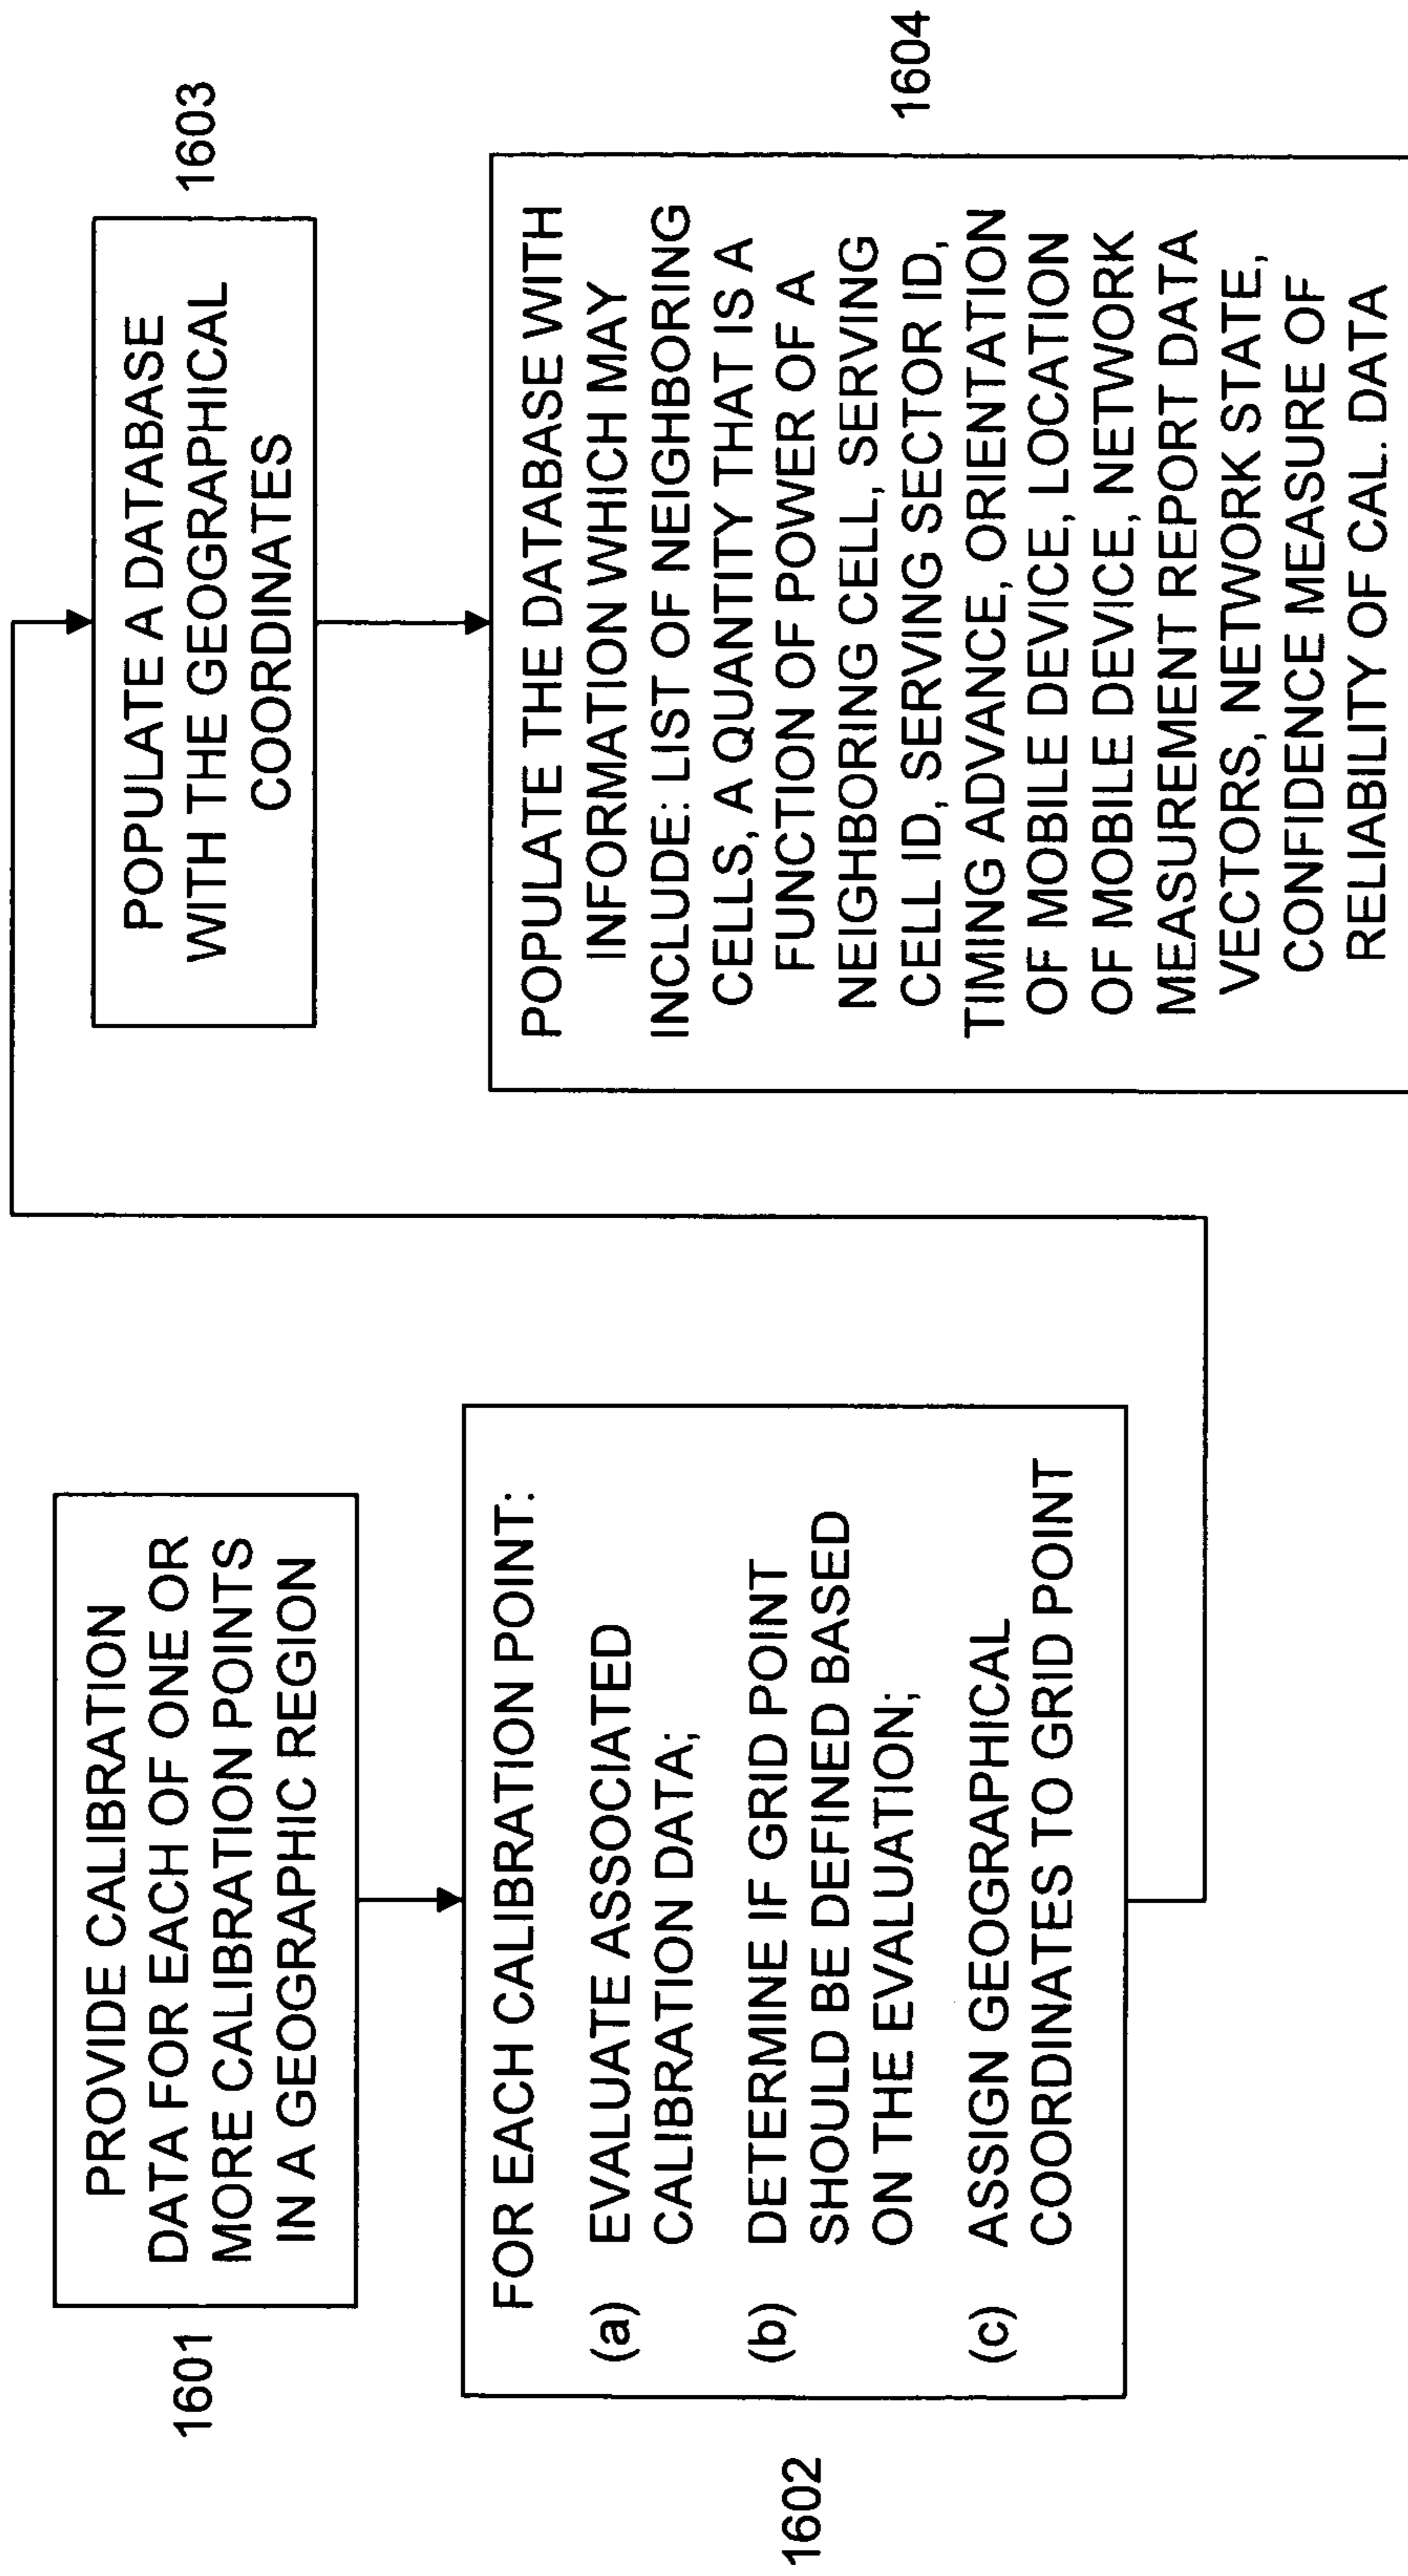 1601
PROVIDE CALIBRATION
DATA FOR EACH OF ONE OR
MORE CALIBRATION POINTS
IN A GEOGRAPHIC REGION
1602
FOR EACH CALIBRATION POINT:
(a) EVALUATE ASSOCIATED
CALIBRATION DATA;
(b) DETERMINE IF GRID POINT
SHOULD BE DEFINED BASED
ON THE EVALUATION;
(c) ASSIGN GEOGRAPHICAL
COORDINATES TO GRID POINT
1603
POPULATE A DATABASE
WITH THE GEOGRAPHICAL
COORDINATES
1604
POPULATE THE DATABASE WITH
INFORMATION WHICH MAY
INCLUDE: LIST OF NEIGHBORING
CELLS, A QUANTITY THAT IS A
FUNCTION OF POWER OF A
NEIGHBORING CELL, SERVING
CELL ID, SERVING SECTOR ID,
TIMING ADVANCE, ORIENTATION
OF MOBILE DEVICE, LOCATION
OF MOBILE DEVICE, NETWORK
MEASUREMENT REPORT DATA
VECTORS, NETWORK STATE,
CONFIDENCE MEASURE OF
RELIABILITY OF CAL. DATA